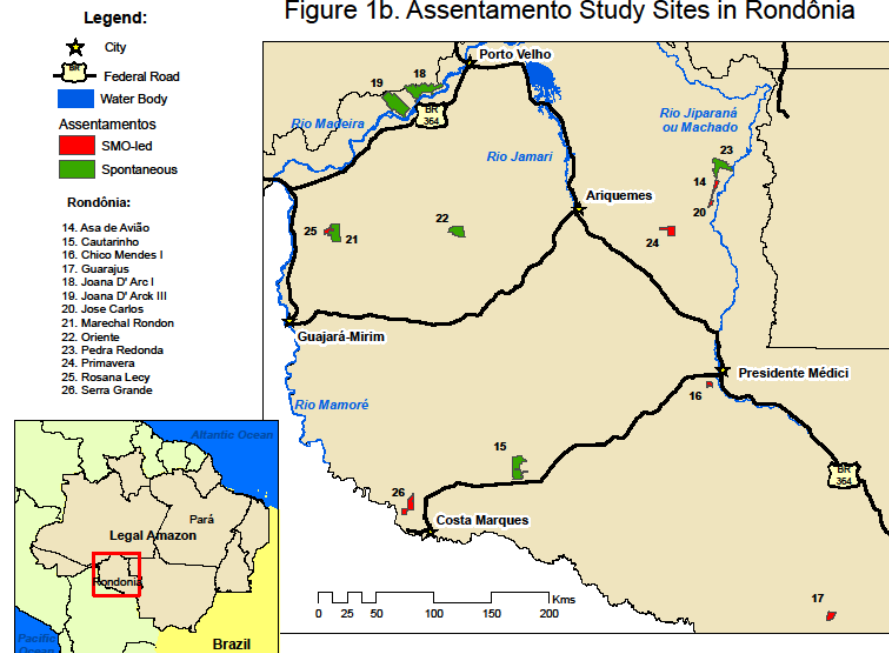 Figure 1b. Assentamento Study Sites in Rondônia
Legend:
City
BR
Federal Road
Water Body
Assentamentos
SMO-led
Spontaneous
Rondônia:
14. Asa de Avião
15. Cautarinho
16. Chico Mendes I
17. Guarajus
18. Joana D' Arc I
19. Joana D' Arck III
20. Jose Carlos
21. Marechal Rondon
22. Oriente
23. Pedra Redonda
24. Primavera
25. Rosana Lecy
26. Serra Grande
Porto Velho
18
19
BR
364
Rio Madeira
Rio Jamari
Rio Jiparaná
ou Machado
23
14
20
Ariquemes
25
21
22
24
Guajará-Mirim
Presidente Médici
16
Rio Mamoré
15
BR
364
26
Costa Marques
Kms
0 25 50 100 150 200
17
Atlantic Ocean
Pará
Legal Amazon
Rondonia
Pacific
Ocean
Brazil